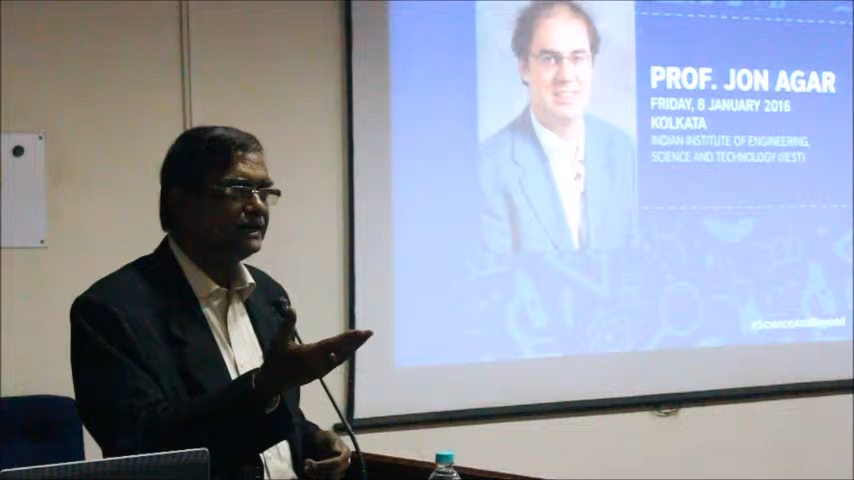 PROF. JON AGAR
FRIDAY, 8 JANUARY 2016
KOLKATA
INDIAN INSTITUTE OF ENGINEERING,
SCIENCE AND TECHNOLOGY (IIEST)
#ScienceAndBeyond